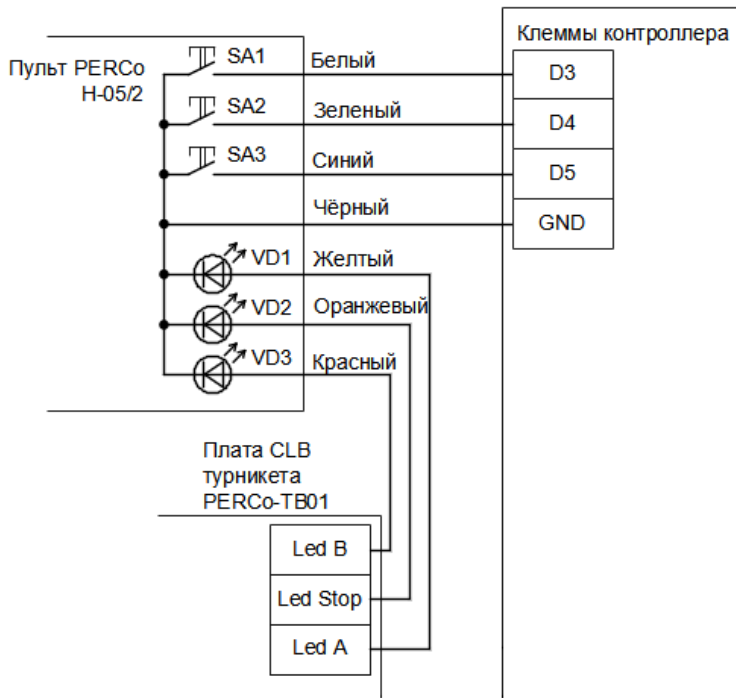 Клеммы контроллера
Пульт PERCo
H-05/2
SA1
Белый
D3
SA2
Зеленый
D4
SA3
Синий
D5
Чёрный
GND
VD1
Желтый
VD2
Оранжевый
VD3
Красный
Плата CLB
турникета
PERCo-TB01
Led B
Led Stop
Led A